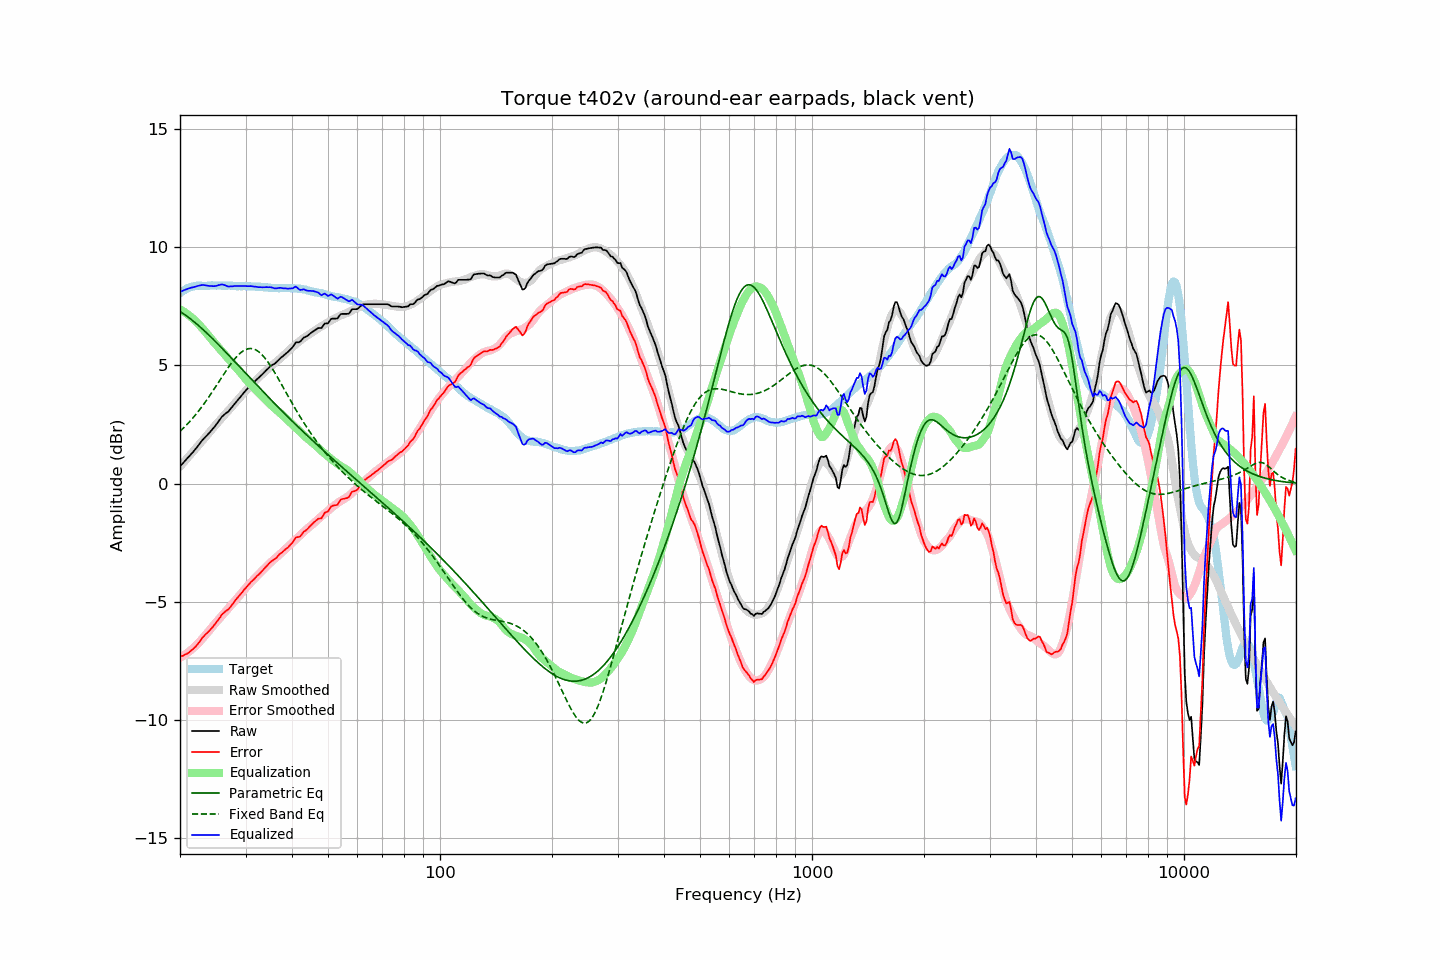 Torque t402v (around-ear earpads, black vent)
15
10
5
0
−5
−10
−15
Amplitude (dBr)
Target
Raw Smoothed
Error Smoothed
Raw
Error
Equalization
Parametric Eq
Fixed Band Eq
Equalized
100
1000
10000
Frequency (Hz)